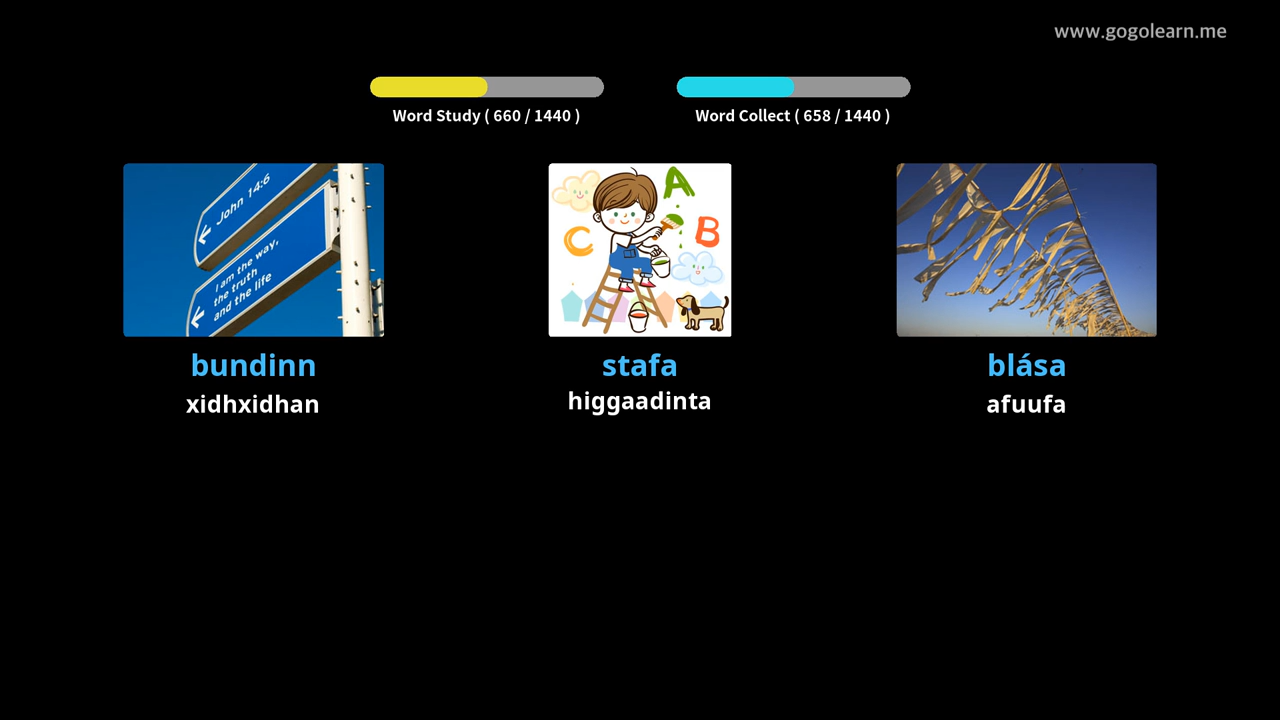 www.gogolearn.me
Word Study ( 660 / 1440 )
Word Collect ( 658 / 1440 )
John 14:6
I am the way,
the truth
and the life
A
B
C
bundinn
stafa
blása
xidhxidhan
higgaadinta
afuufa